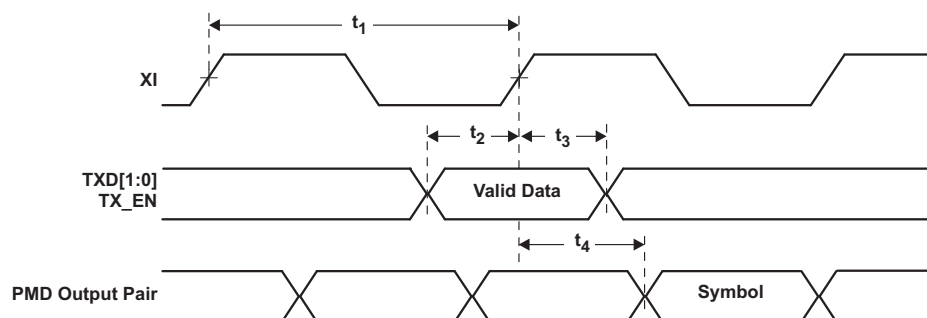 t1
XI
t2
t3
TXD[1:0]
TX_EN
Valid Data
t4
PMD Output Pair
Symbol